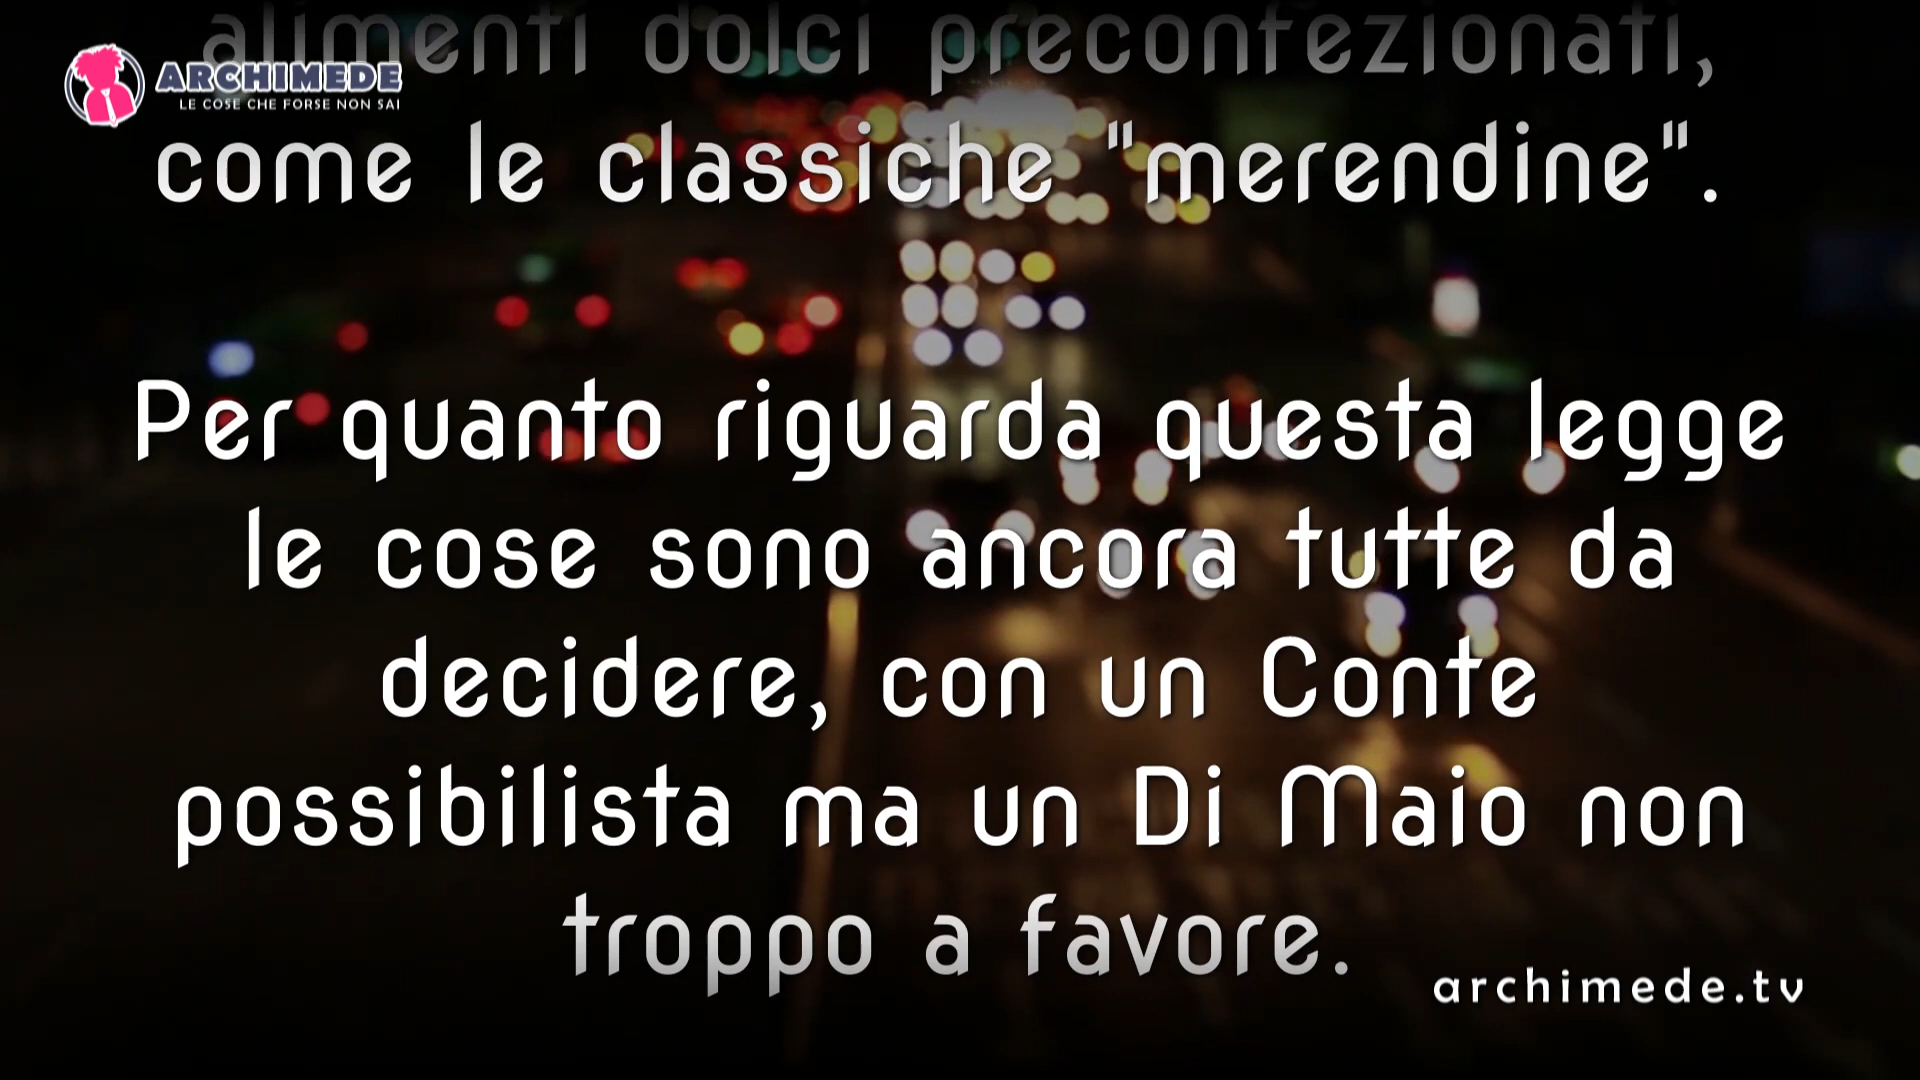 alimenti dolci preconfezionati,
ARCHIMEDE
LE COSE CHE FORSE NON SAI
come le classiche "merendine".
Per quanto riguarda questa legge
le cose sono ancora tutte da
decidere, con un Conte
possibilista ma un Di Maio non
troppo a favore.
archimede.tv